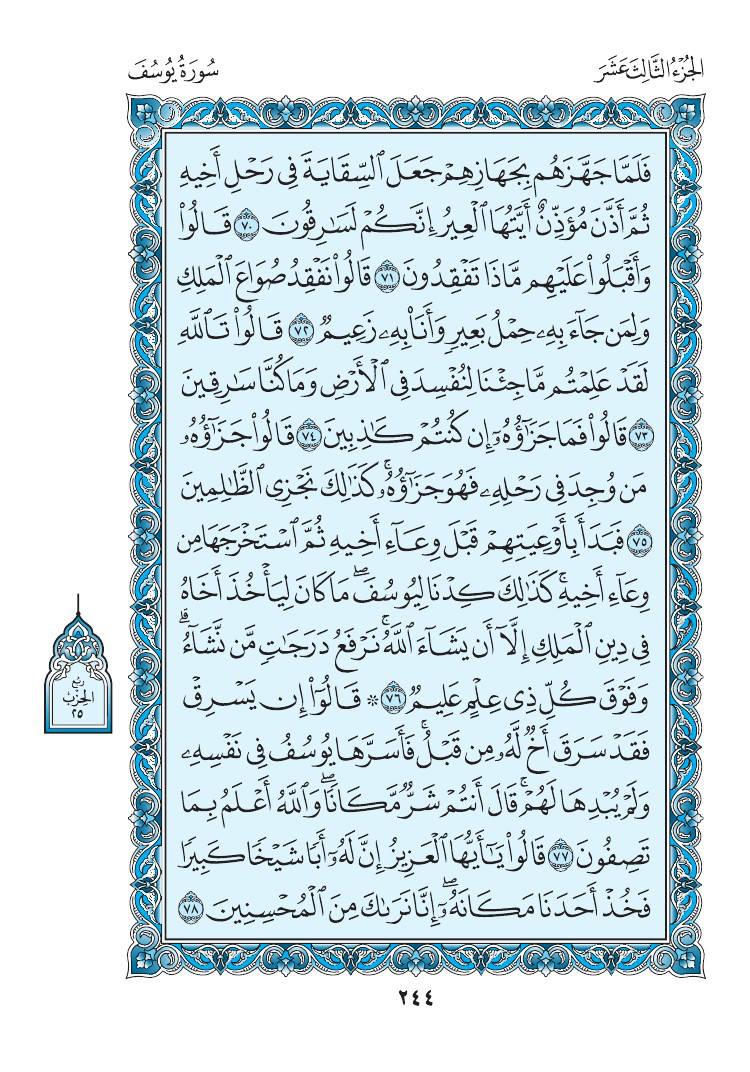 الجُزْءُ الثَّالِثَ عَشَرَ
سُورَةُ يُوسُفَ
فَلَمَّا جَهَّزَهُم بِجَهَازِهِمْ جَعَلَ ٱلسِّقَايَةَ فِي رَحْلِ أَخِيهِ
ثُمَّ أَذَّنَ مُؤَذِّنٌ أَيَّتُهَا ٱلْعِيرُ إِنَّكُمْ لَسَٰرِقُونَ ٧٠ قَالُوا۟
وَأَقْبَلُوا۟ عَلَيْهِم مَّاذَا تَفْقِدُونَ ٧١ قَالُوا۟ نَفْقِدُ صُوَاعَ ٱلْمَلِكِ
وَلِمَن جَآءَ بِهِۦ حِمْلُ بَعِيرٍ وَأَنَا۠ بِهِۦ زَعِيمٌ ٧٢ قَالُوا۟ تَٱللَّهِ
لَقَدْ عَلِمْتُم مَّا جِئْنَا لِنُفْسِدَ فِي ٱلْأَرْضِ وَمَا كُنَّا سَٰرِقِينَ
٧٣ قَالُوا۟ فَمَا جَزَٰٓؤُهُۥٓ إِن كُنتُمْ كَٰذِبِينَ ٧٤ قَالُوا۟ جَزَٰٓؤُهُۥ
مَن وُجِدَ فِي رَحْلِهِۦ فَهُوَ جَزَٰٓؤُهُۥۚ كَذَٰلِكَ نَجْزِي ٱلظَّٰلِمِينَ
٧٥ فَبَدَأَ بِأَوْعِيَتِهِمْ قَبْلَ وِعَآءِ أَخِيهِ ثُمَّ ٱسْتَخْرَجَهَا مِن
وِعَآءِ أَخِيهِۚ كَذَٰلِكَ كِدْنَا لِيُوسُفَۖ مَا كَانَ لِيَأْخُذَ أَخَاهُ
فِي دِينِ ٱلْمَلِكِ إِلَّآ أَن يَشَآءَ ٱللَّهُۚ نَرْفَعُ دَرَجَٰتٍ مَّن نَّشَآءُۗ
وَفَوْقَ كُلِّ ذِي عِلْمٍ عَلِيمٌ ٧٦ ۞ قَالُوٓا۟ إِن يَسْرِقْ
فَقَدْ سَرَقَ أَخٌ لَّهُۥ مِن قَبْلُۚ فَأَسَرَّهَا يُوسُفُ فِي نَفْسِهِۦ
وَلَمْ يُبْدِهَا لَهُمْۚ قَالَ أَنتُمْ شَرٌّ مَّكَانًاۖ وَٱللَّهُ أَعْلَمُ بِمَا
تَصِفُونَ ٧٧ قَالُوا۟ يَٰٓأَيُّهَا ٱلْعَزِيزُ إِنَّ لَهُۥٓ أَبًا شَيْخًا كَبِيرًا
فَخُذْ أَحَدَنَا مَكَانَهُۥٓۖ إِنَّا نَرَىٰكَ مِنَ ٱلْمُحْسِنِينَ ٧٨
ربع
الحزب
٢٥
٢٤٤